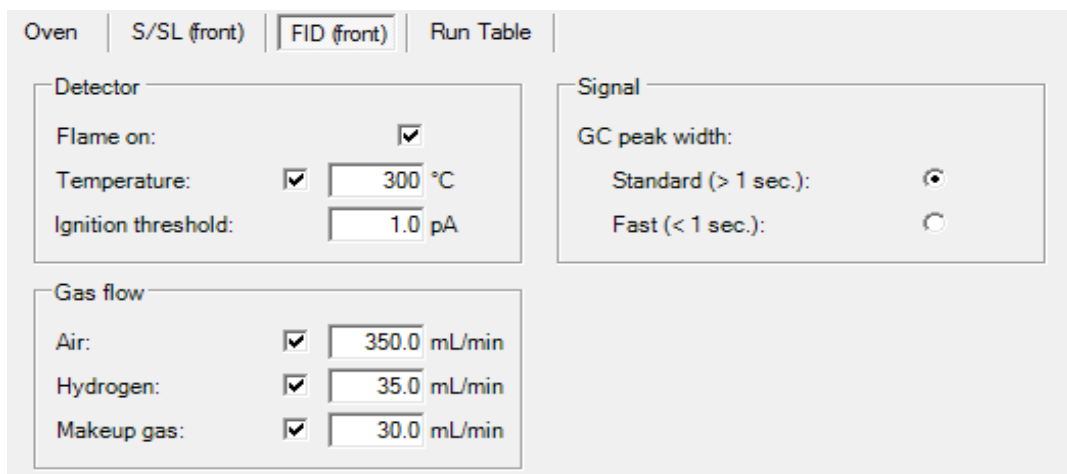 Oven S/SL (front) FID (front) Run Table
Detector
Flame on:
Temperature: 300 °C
Ignition threshold: 1.0 pA
Signal
GC peak width:
Standard (> 1 sec.):
Fast (< 1 sec.):
Gas flow
Air: 350.0 mL/min
Hydrogen: 35.0 mL/min
Makeup gas: 30.0 mL/min